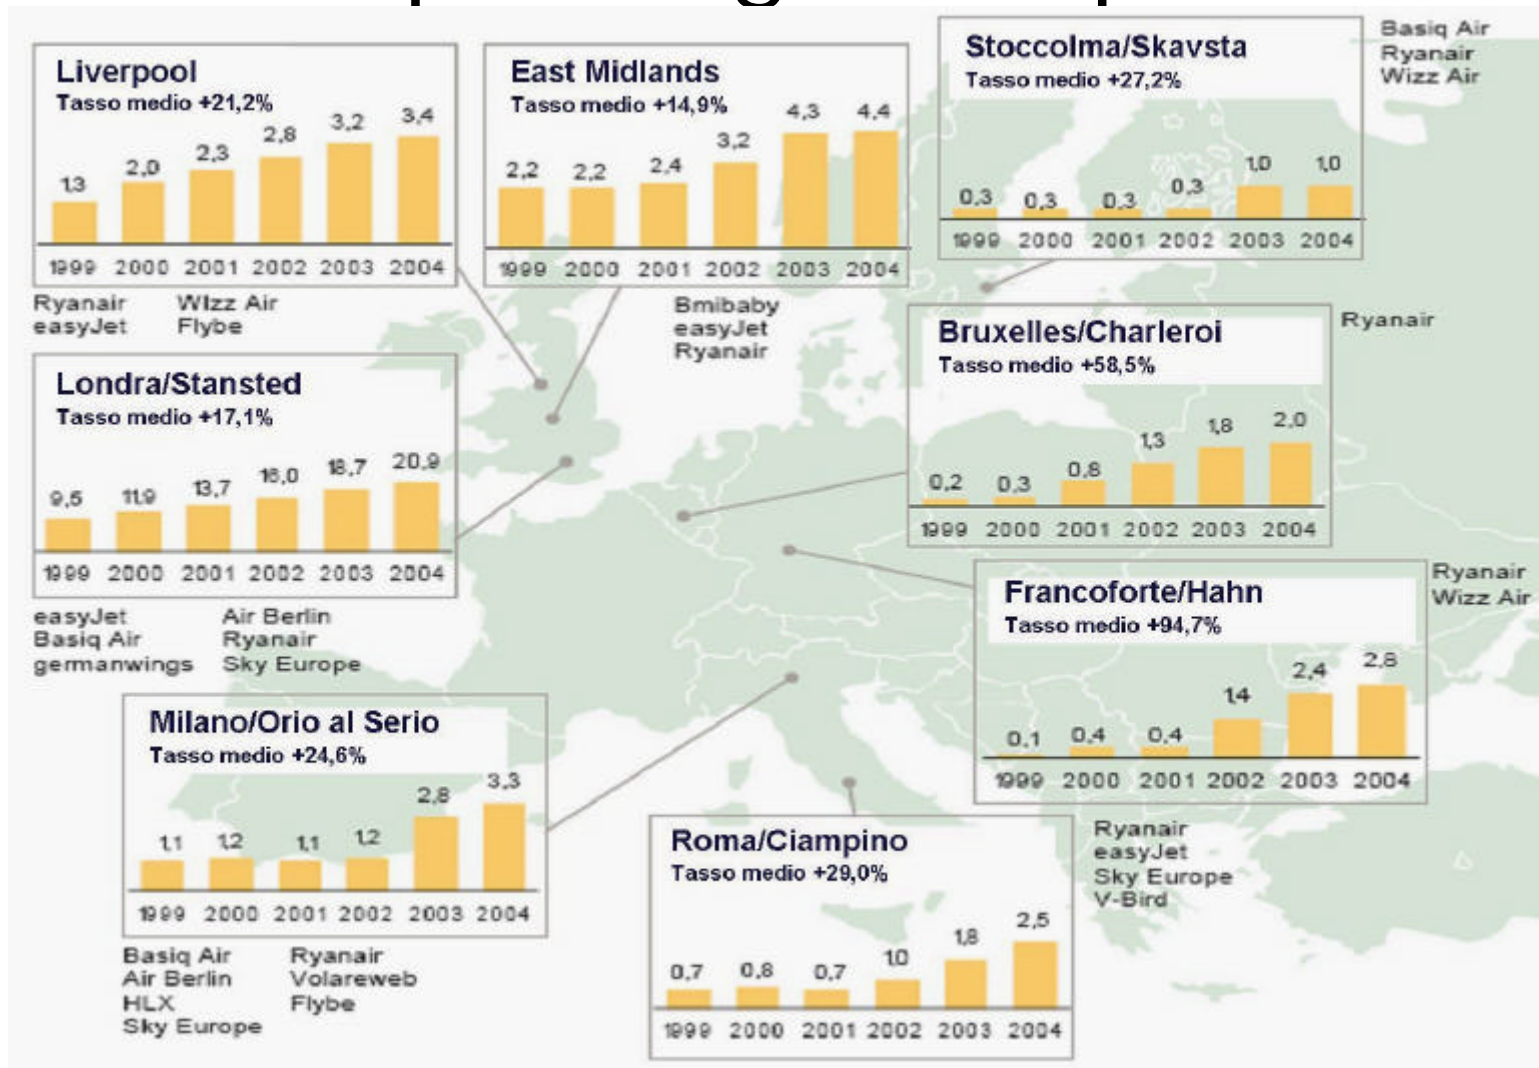 Liverpool
Tasso medio +21,2%
1,3 2,0 2,3 2,8 3,2 3,4
1999 2000 2001 2002 2003 2004
Ryanair WIzz Air
easyJet Flybe
East Midlands
Tasso medio +14,9%
2,2 2,2 2,4 3,2 4,3 4,4
1999 2000 2001 2002 2003 2004
Bmibaby
easyJet
Ryanair
Stoccolma/Skavsta
Tasso medio +27,2%
0,3 0,3 0,3 0,3 1,0 1,0
1999 2000 2001 2002 2003 2004
Basiq Air
Ryanair
Wizz Air
Londra/Stansted
Tasso medio +17,1%
9,5 11,9 13,7 16,0 18,7 20,9
1999 2000 2001 2002 2003 2004
easyJet Air Berlin
Basiq Air Ryanair
germanwings Sky Europe
Bruxelles/Charleroi
Tasso medio +58,5%
0,2 0,3 0,8 1,3 1,8 2,0
1999 2000 2001 2002 2003 2004
Ryanair
Francoforte/Hahn
Tasso medio +94,7%
0,1 0,4 0,4 1,4 2,4 2,8
1999 2000 2001 2002 2003 2004
Ryanair
Wizz Air
Milano/Orio al Serio
Tasso medio +24,6%
1,1 1,2 1,1 1,2 2,8 3,3
1999 2000 2001 2002 2003 2004
Basiq Air Ryanair
Air Berlin Volareweb
HLX Flybe
Sky Europe
Roma/Ciampino
Tasso medio +29,0%
0,7 0,8 0,7 1,0 1,8 2,5
1999 2000 2001 2002 2003 2004
Ryanair
easyJet
Sky Europe
V-Bird